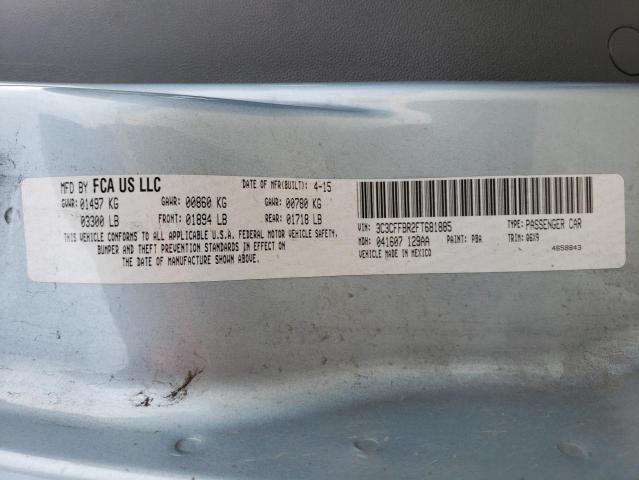 MFD BY FCA US LLC DATE OF MFR(BUILT): 4-15
GVWR: 01497 KG GAWR: 00860 KG GAWR: 00780 KG
03300 LB FRONT: 01894 LB REAR: 01718 LB
THIS VEHICLE CONFORMS TO ALL APPLICABLE U.S.A. FEDERAL MOTOR VEHICLE SAFETY,
BUMPER AND THEFT PREVENTION STANDARDS IN EFFECT ON
THE DATE OF MANUFACTURE SHOWN ABOVE.
VIN: 3C3CFFBR2FT681885 TYPE: PASSENGER CAR
MDH: 041607 129AA PAINT: PBA TRIM: A6X9
VEHICLE MADE IN MEXICO 4658843